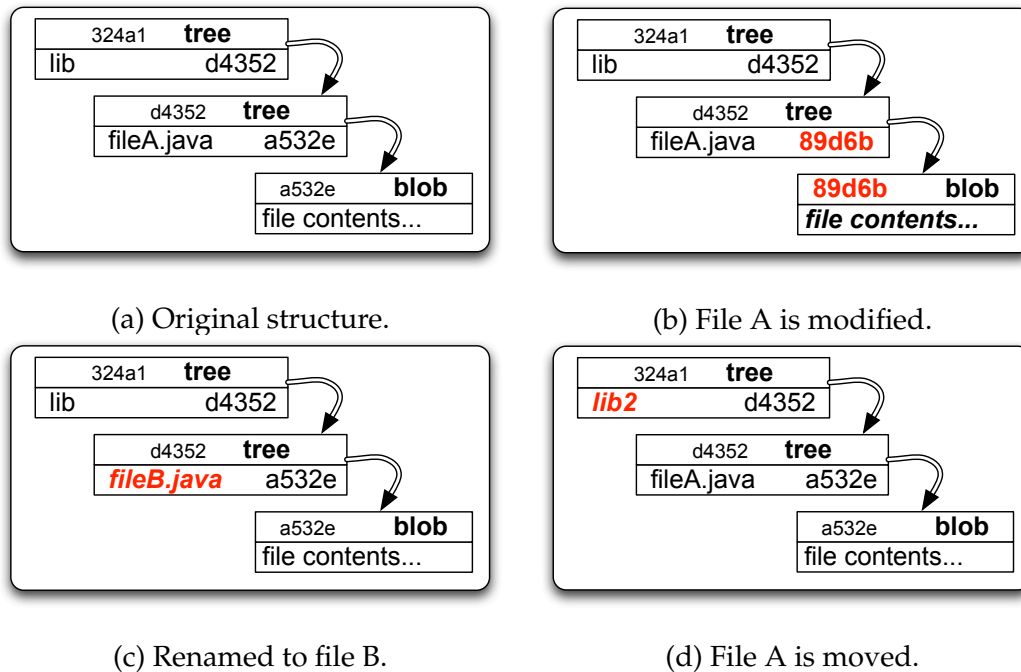 324a1 tree
lib d4352
d4352 tree
fileA.java a532e
a532e blob
file contents...
(a) Original structure.
324a1 tree
lib d4352
d4352 tree
fileA.java 89d6b
89d6b blob
file contents...
(b) File A is modified.
324a1 tree
lib d4352
d4352 tree
fileB.java a532e
a532e blob
file contents...
(c) Renamed to file B.
324a1 tree
lib2 d4352
d4352 tree
fileA.java a532e
a532e blob
file contents...
(d) File A is moved.